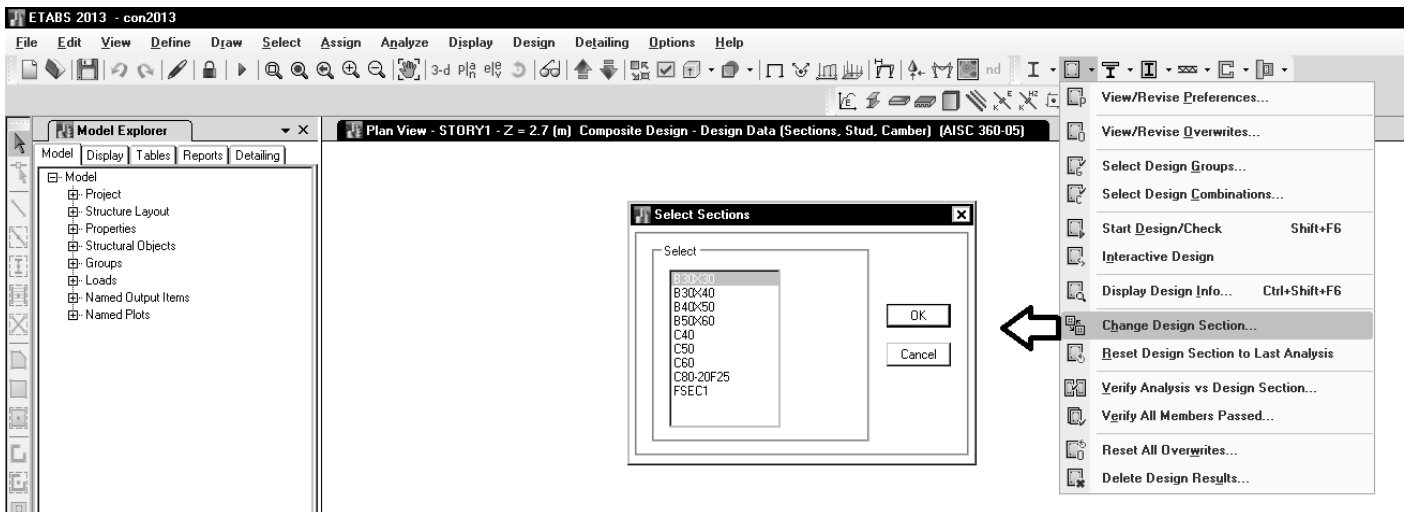 ETABS 2013 - con2013
File Edit View Define Draw Select Assign Analyze Display Design Detailing Options Help
3-d nd
Model Explorer
Model Display Tables Reports Detailing
Model
Project
Structure Layout
Properties
Structural Objects
Groups
Loads
Named Output Items
Named Plots
Plan View - STORY1 - Z = 2.7 (m) Composite Design - Design Data (Sections, Stud, Camber) (AISC 360-05)
Select Sections
Select
B30X30
B30X40
B40X50
B50X60
C40
C50
C60
C80-20F25
FSEC1
OK
Cancel
View/Revise Preferences...
View/Revise Overwrites...
Select Design Groups...
Select Design Combinations...
Start Design/Check Shift+F6
Interactive Design
Display Design Info... Ctrl+Shift+F6
Change Design Section...
Reset Design Section to Last Analysis
Verify Analysis vs Design Section...
Verify All Members Passed...
Reset All Overwrites...
Delete Design Results...